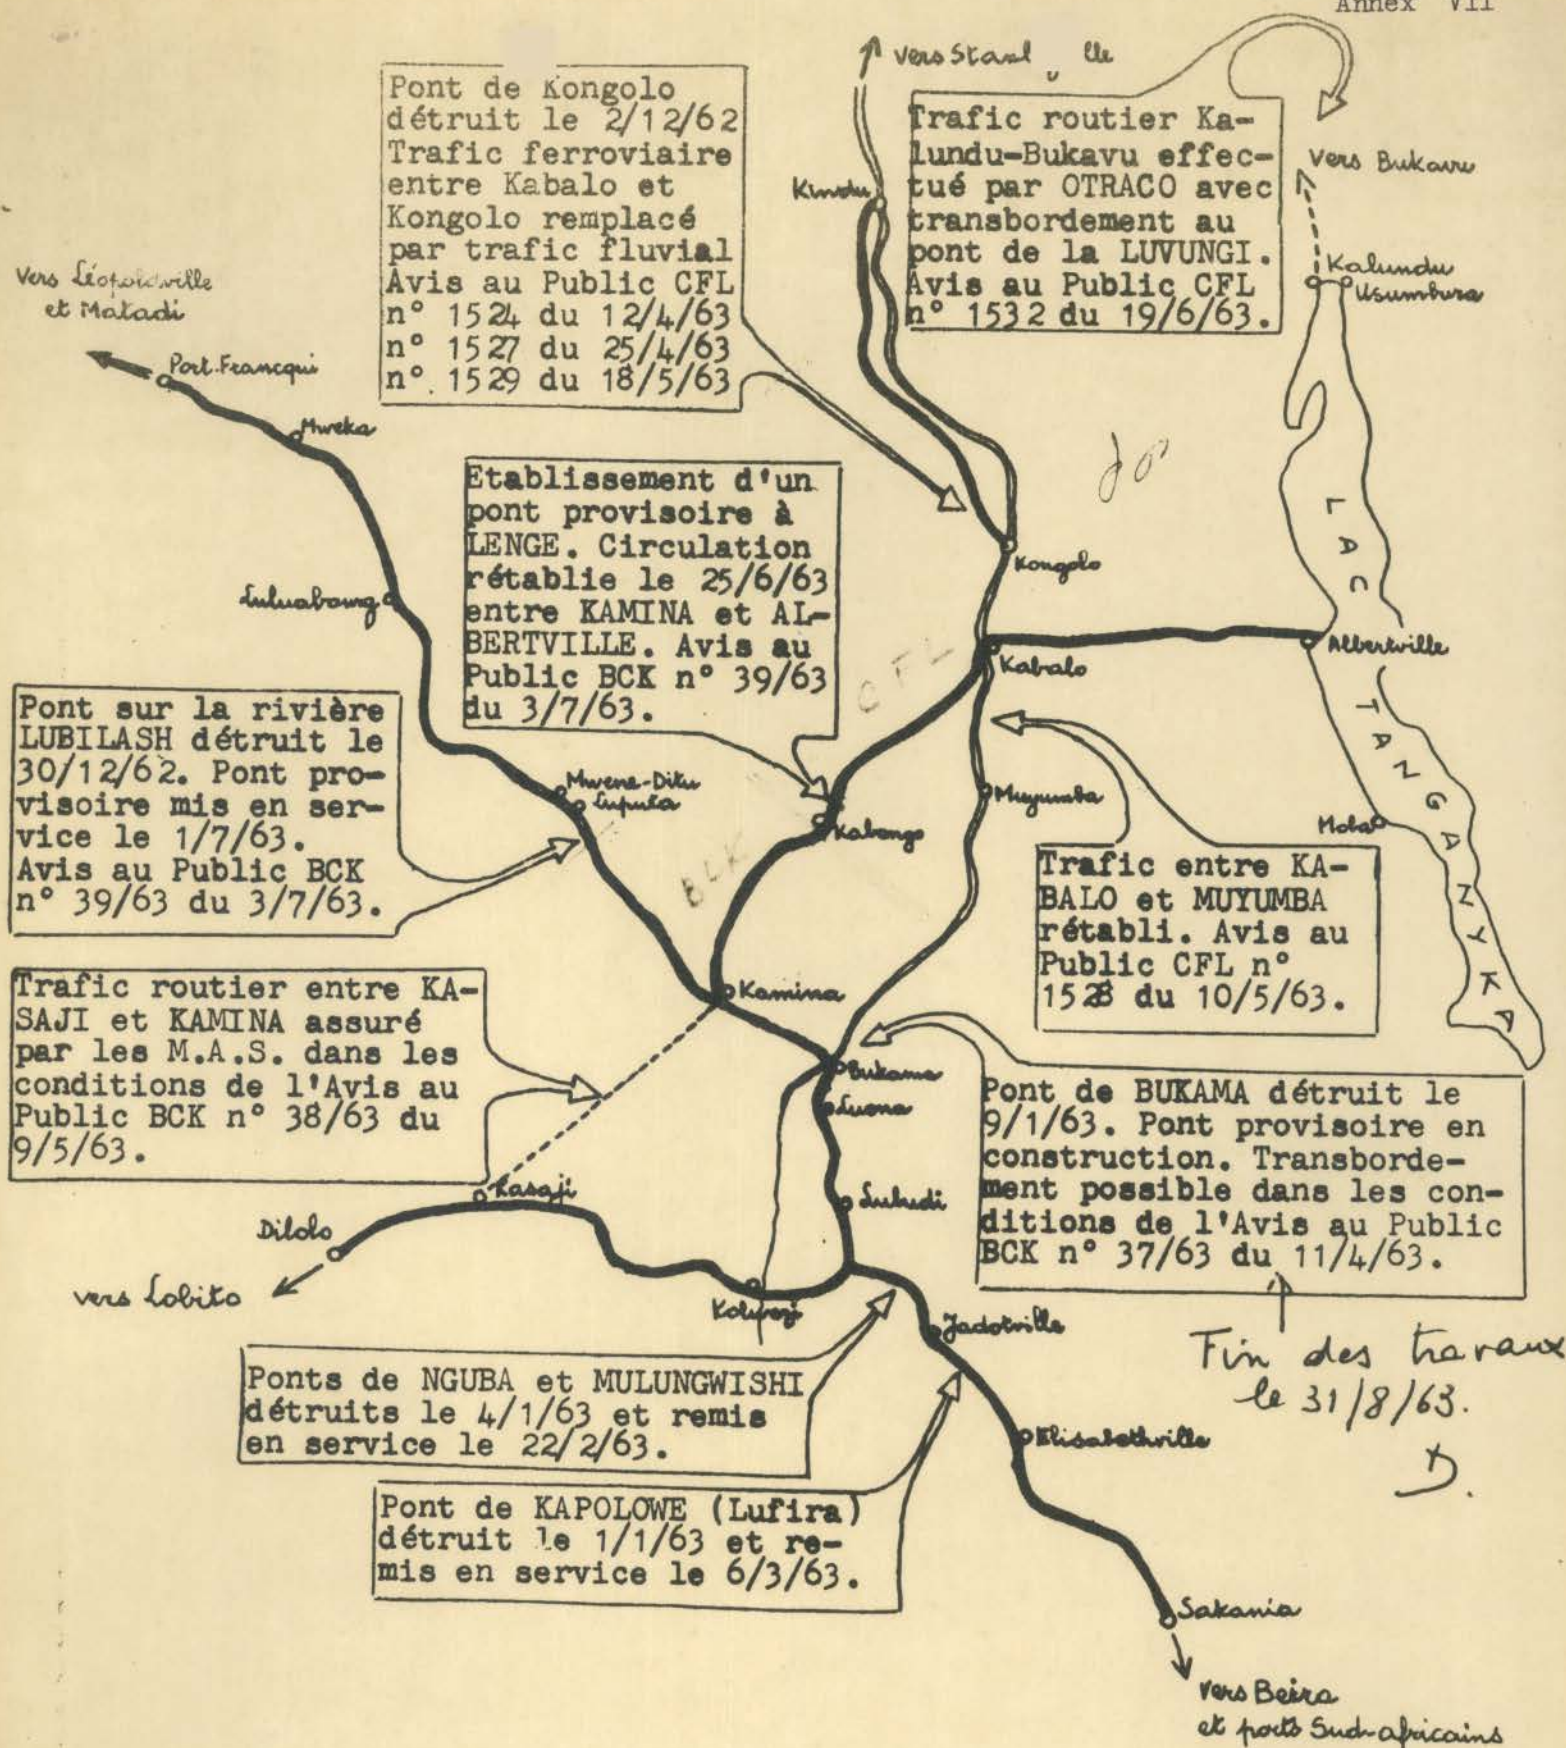 Annex VII
vers
Pont de Kongolo
détruit le 2/12/62
Trafic ferroviaire
entre Kabalo et
Kongolo remplacé
par trafic fluvial
Avis au Public CFL
n° 1524 du 12/4/63
n° 1527 du 25/4/63
n° 1529 du 18/5/63
Trafic routier Ka-
lundu-Bukavu effec-
tué par OTRACO avec
transbordement au
pont de la LUVUNGI.
Avis au Public CFL
n° 1532 du 19/6/63.
vers Bukavu
Kindu
Kalundu
Usumbura
vers Léopoldville
et Matadi
Port.Francqui
Mweka
Etablissement d'un
pont provisoire à
LENGE. Circulation
rétablie le 25/6/63
entre KAMINA et AL-
BERTVILLE. Avis au
Public BCK n° 39/63
du 3/7/63.
LAC TANGANYKA
Kongolo
Luluabourg
Albertville
Kabalo
CFL
Pont sur la rivière
LUBILASH détruit le
30/12/62. Pont pro-
visoire mis en ser-
vice le 1/7/63.
Avis au Public BCK
n° 39/63 du 3/7/63.
Mwene-Ditu
Luputa
Muyumba
Kabongo
Moba
BCK
Trafic entre KA-
BALO et MUYUMBA
rétabli. Avis au
Public CFL n°
1528 du 10/5/63.
Trafic routier entre KA-
SAJI et KAMINA assuré
par les M.A.S. dans les
conditions de l'Avis au
Public BCK n° 38/63 du
9/5/63.
Kamina
Bukama
Luena
Pont de BUKAMA détruit le
9/1/63. Pont provisoire en
construction. Transborde-
ment possible dans les con-
ditions de l'Avis au Public
BCK n° 37/63 du 11/4/63.
Kasaji
Luludi
Dilolo
vers Lobito
Kolwezi
Jadotville
Fin des travaux
le 31/8/63.
D.
Ponts de NGUBA et MULUNGWISHI
détruits le 4/1/63 et remis
en service le 22/2/63.
Elisabethville
Pont de KAPOLOWE (Lufira)
détruit le 1/1/63 et re-
mis en service le 6/3/63.
Sakania
vers Beira
et ports Sud-africains